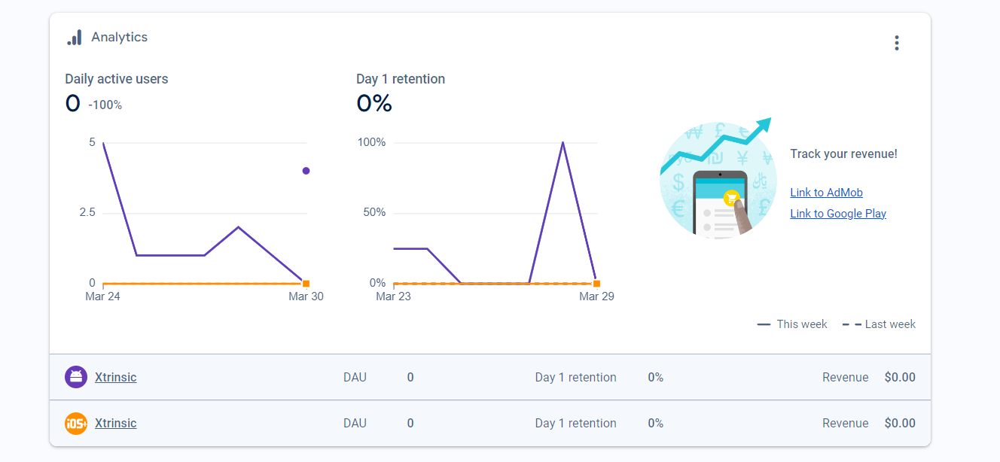 Analytics
Daily active users
0 -100%
5
2.5
0
Mar 24 Mar 30
Day 1 retention
0%
100%
50%
0%
Mar 23 Mar 29
Track your revenue!
Link to AdMob
Link to Google Play
This week Last week
Xtrinsic DAU 0 Day 1 retention 0% Revenue $0.00
iOS+ Xtrinsic DAU 0 Day 1 retention 0% Revenue $0.00